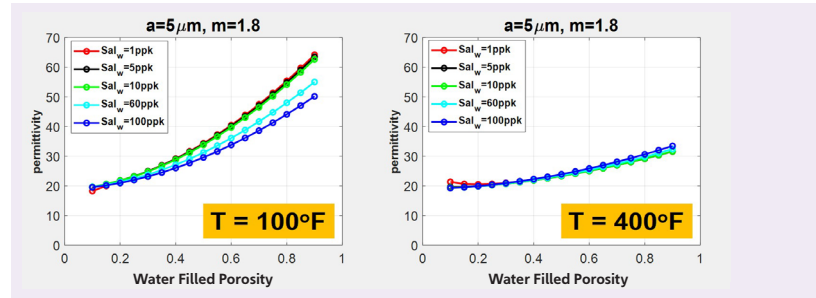 a=5μm, m=1.8
70
60
50
40
30
20
10
0
permittivity
Sal_w=1ppk
Sal_w=5ppk
Sal_w=10ppk
Sal_w=60ppk
Sal_w=100ppk
T = 100°F
0 0.2 0.4 0.6 0.8 1
Water Filled Porosity
a=5μm, m=1.8
70
60
50
40
30
20
10
0
permittivity
Sal_w=1ppk
Sal_w=5ppk
Sal_w=10ppk
Sal_w=60ppk
Sal_w=100ppk
T = 400°F
0 0.2 0.4 0.6 0.8 1
Water Filled Porosity